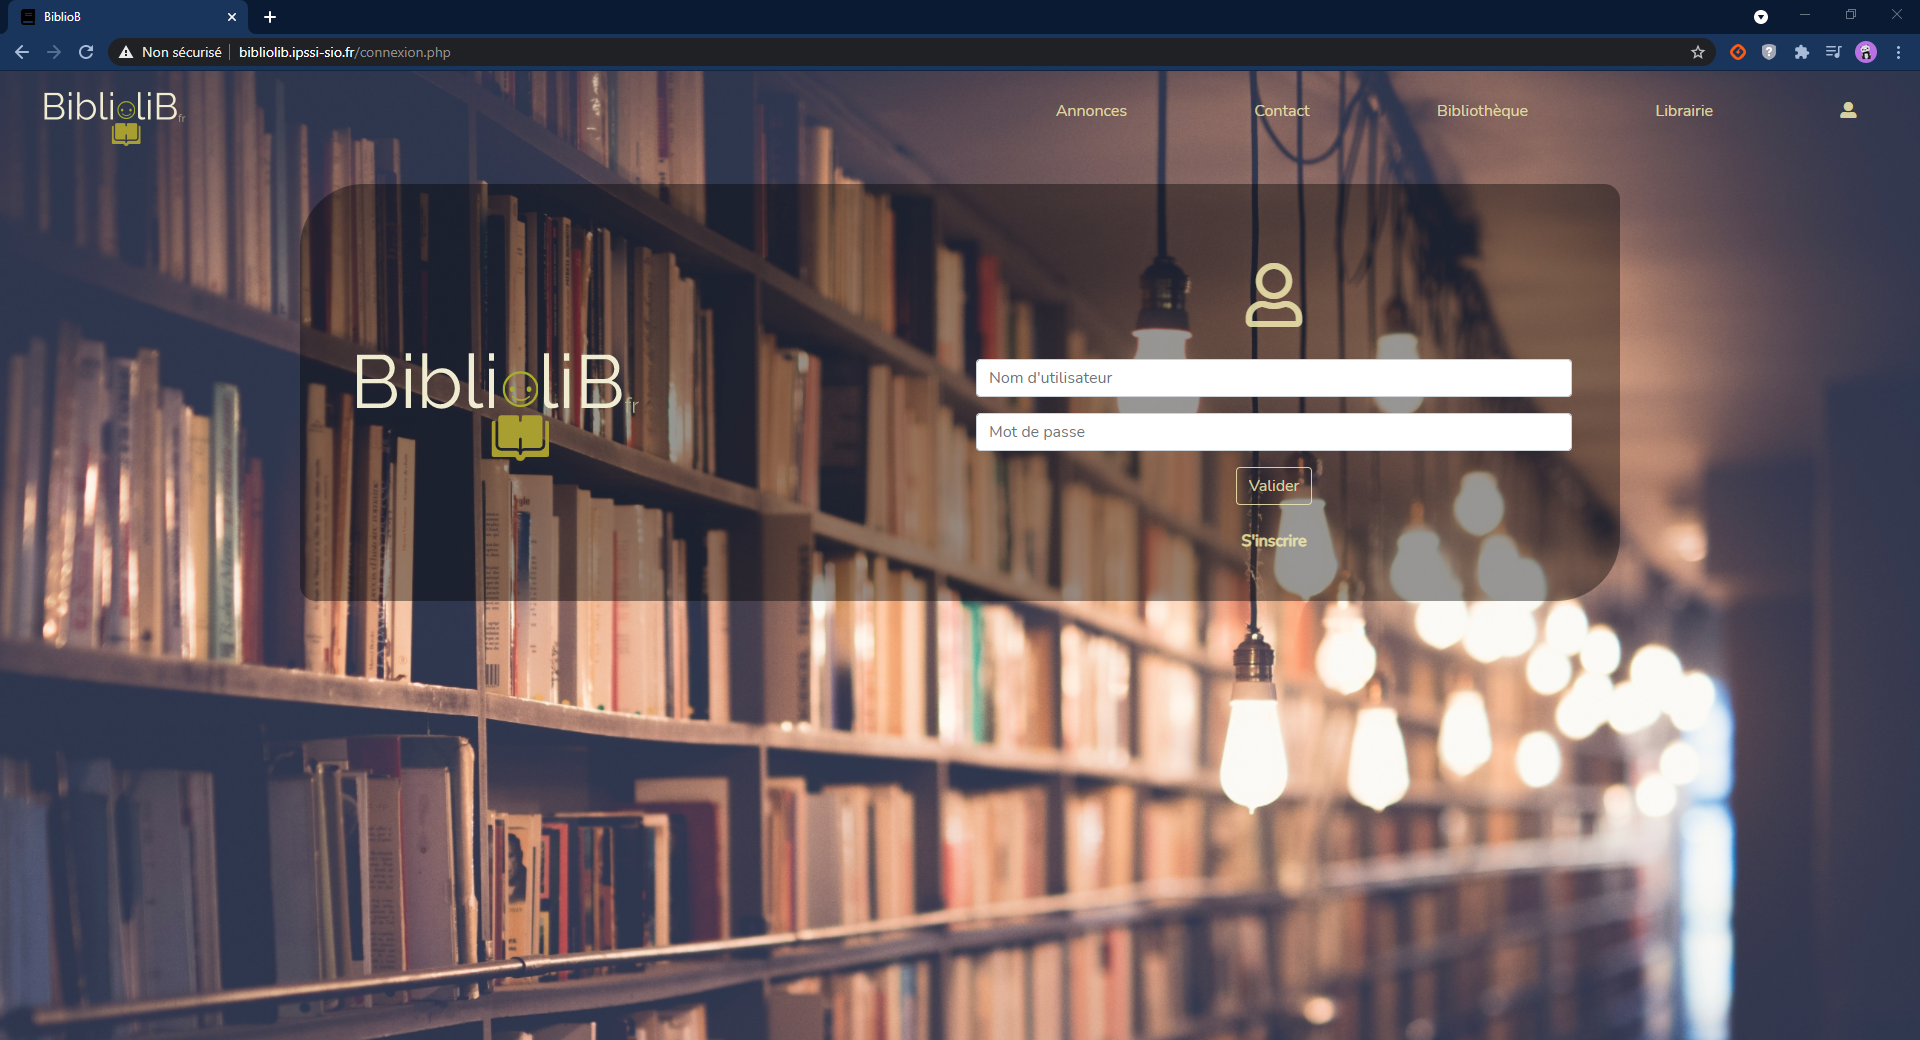 BiblioB
Non sécurisé bibliolib.ipssi-sio.fr/connexion.php
BiblioliB.fr
Annonces
Contact
Bibliothèque
Librairie
BiblioliB.fr
Nom d'utilisateur
Mot de passe
Valider
S'inscrire